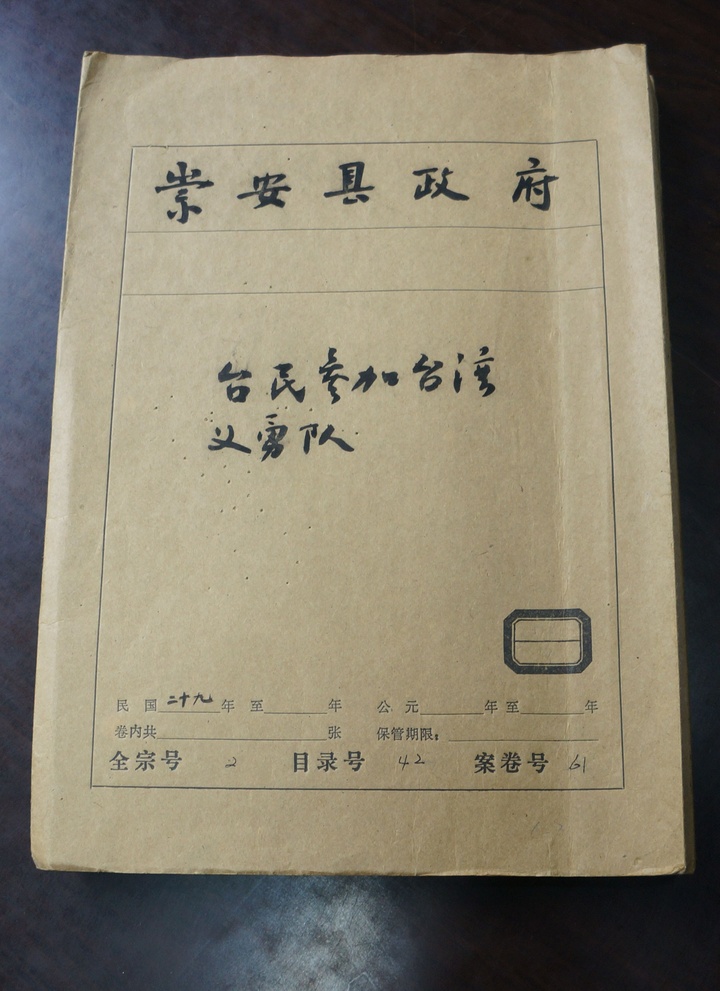 崇安县政府
台民参加台湾
义勇队
民国二十九年至 年 公元 年至 年
卷内共 张 保管期限：
全宗号 2 目录号 42 案卷号 61